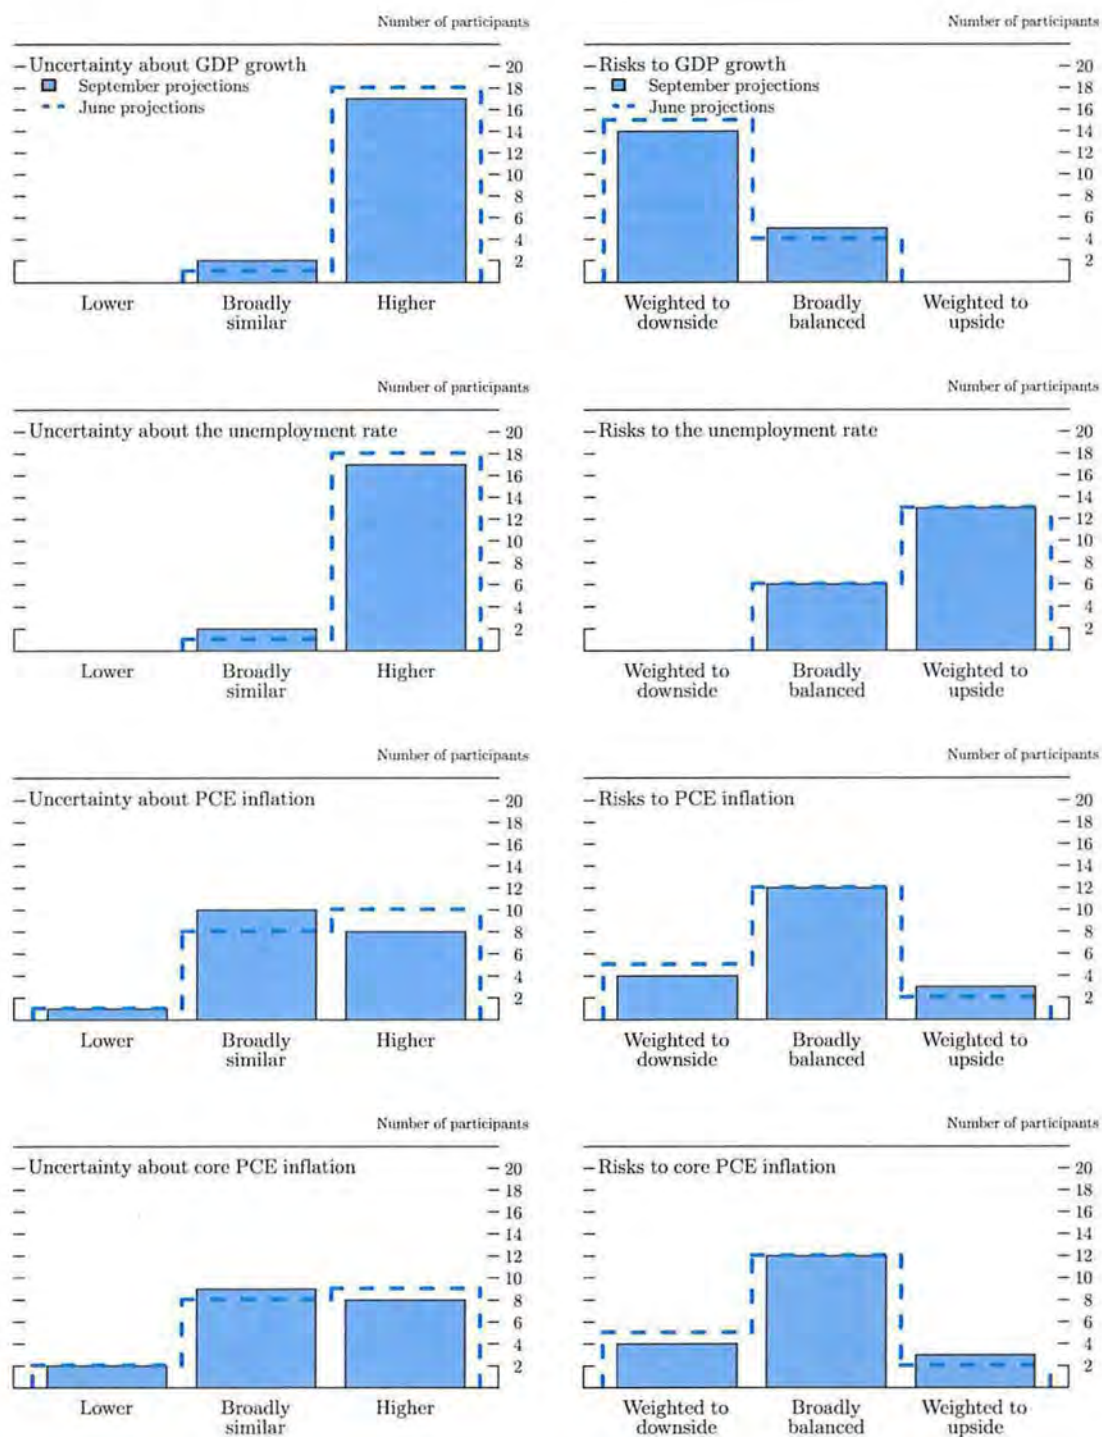 Number of participants
Uncertainty about GDP growth
September projections
June projections
20
18
16
14
12
10
8
6
4
2
Lower
Broadly similar
Higher
Number of participants
Risks to GDP growth
September projections
June projections
20
18
16
14
12
10
8
6
4
2
Weighted to downside
Broadly balanced
Weighted to upside
Number of participants
Uncertainty about the unemployment rate
20
18
16
14
12
10
8
6
4
2
Lower
Broadly similar
Higher
Number of participants
Risks to the unemployment rate
20
18
16
14
12
10
8
6
4
2
Weighted to downside
Broadly balanced
Weighted to upside
Number of participants
Uncertainty about PCE inflation
20
18
16
14
12
10
8
6
4
2
Lower
Broadly similar
Higher
Number of participants
Risks to PCE inflation
20
18
16
14
12
10
8
6
4
2
Weighted to downside
Broadly balanced
Weighted to upside
Number of participants
Uncertainty about core PCE inflation
20
18
16
14
12
10
8
6
4
2
Lower
Broadly similar
Higher
Number of participants
Risks to core PCE inflation
20
18
16
14
12
10
8
6
4
2
Weighted to downside
Broadly balanced
Weighted to upside